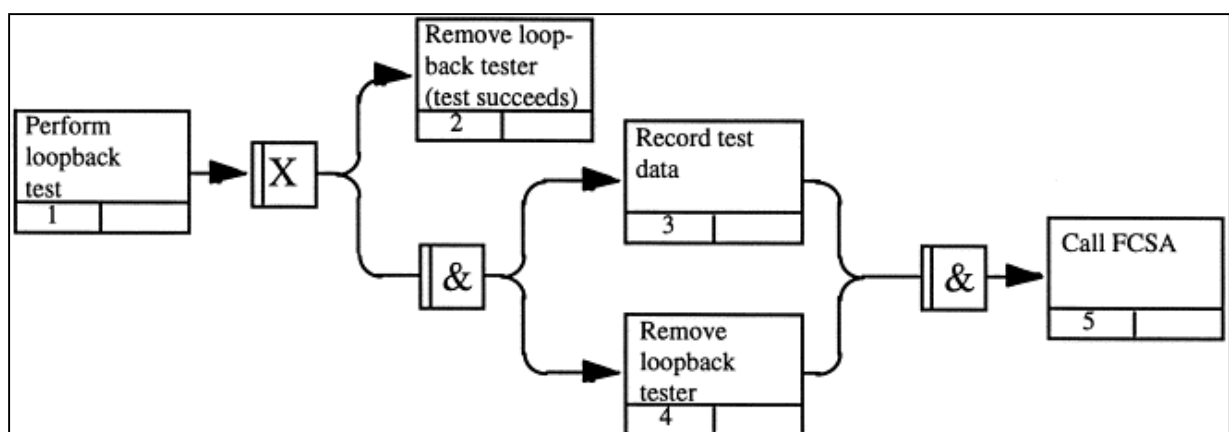 Remove loop-
back tester
(test succeeds)
2
Perform
loopback
test
1
X
Record test
data
3
&
Call FCSA
5
&
Remove
loopback
tester
4